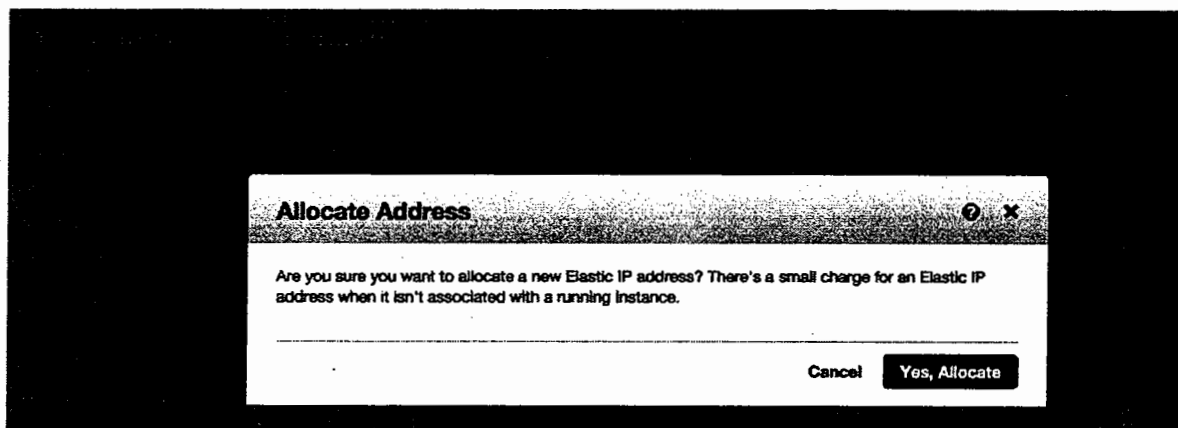 Allocate Address
Are you sure you want to allocate a new Elastic IP address? There's a small charge for an Elastic IP
address when it isn't associated with a running instance.
Cancel Yes, Allocate